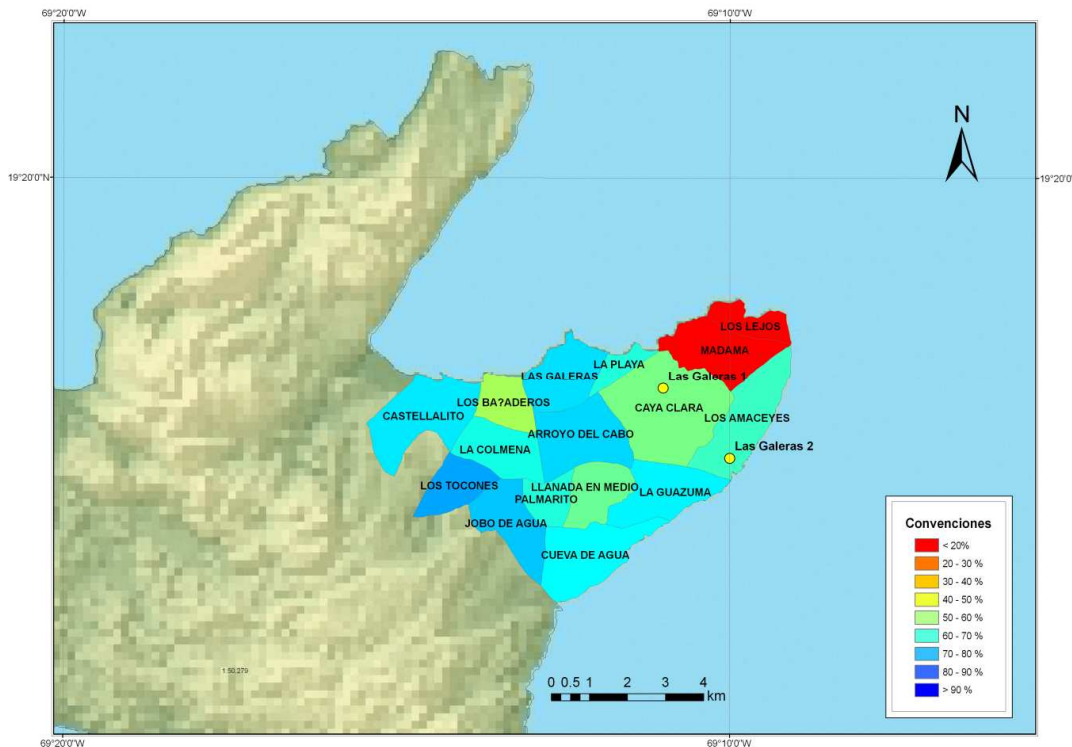 69°20'0"W
69°10'0"W
N
19°20'0"N
19°20'0"N
LOS LEJOS
MADAMA
LA PLAYA
LAS GALERAS
Las Galeras 1
LOS BA?ADEROS
CAYA CLARA
CASTELLALITO
LOS AMACEYES
ARROYO DEL CABO
LA COLMENA
Las Galeras 2
LOS TOCONES
LLANADA EN MEDIO
LA GUAZUMA
PALMARITO
JOBO DE AGUA
CUEVA DE AGUA
Convenciones
< 20%
20 - 30 %
30 - 40 %
40 - 50 %
50 - 60 %
60 - 70 %
70 - 80 %
80 - 90 %
> 90 %
1:50.279
0 0.5 1 2 3 4
km
69°20'0"W
69°10'0"W